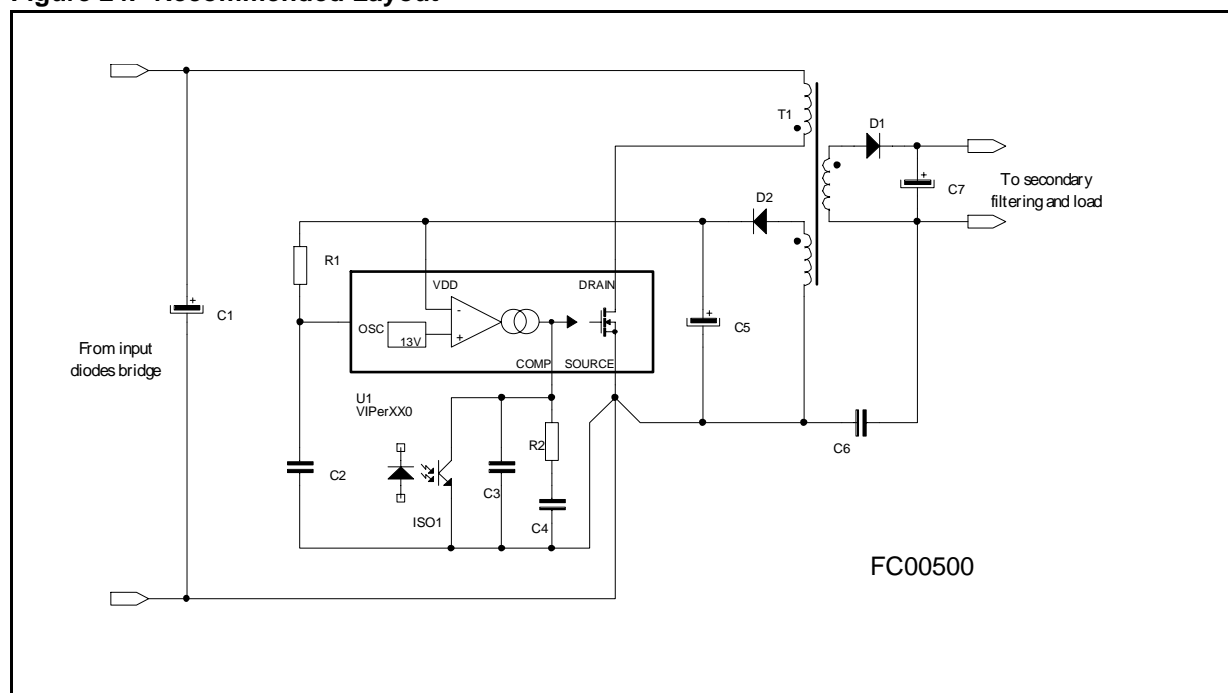 Figure Recommended Layout
T1
D1
+
C7
To secondary
filtering and load
D2
R1
VDD
DRAIN
-
+
C1
OSC
13V
+
+
C5
COMP
SOURCE
From input
diodes bridge
U1
VIPerXX0
R2
C6
C2
C3
ISO1
C4
FC00500